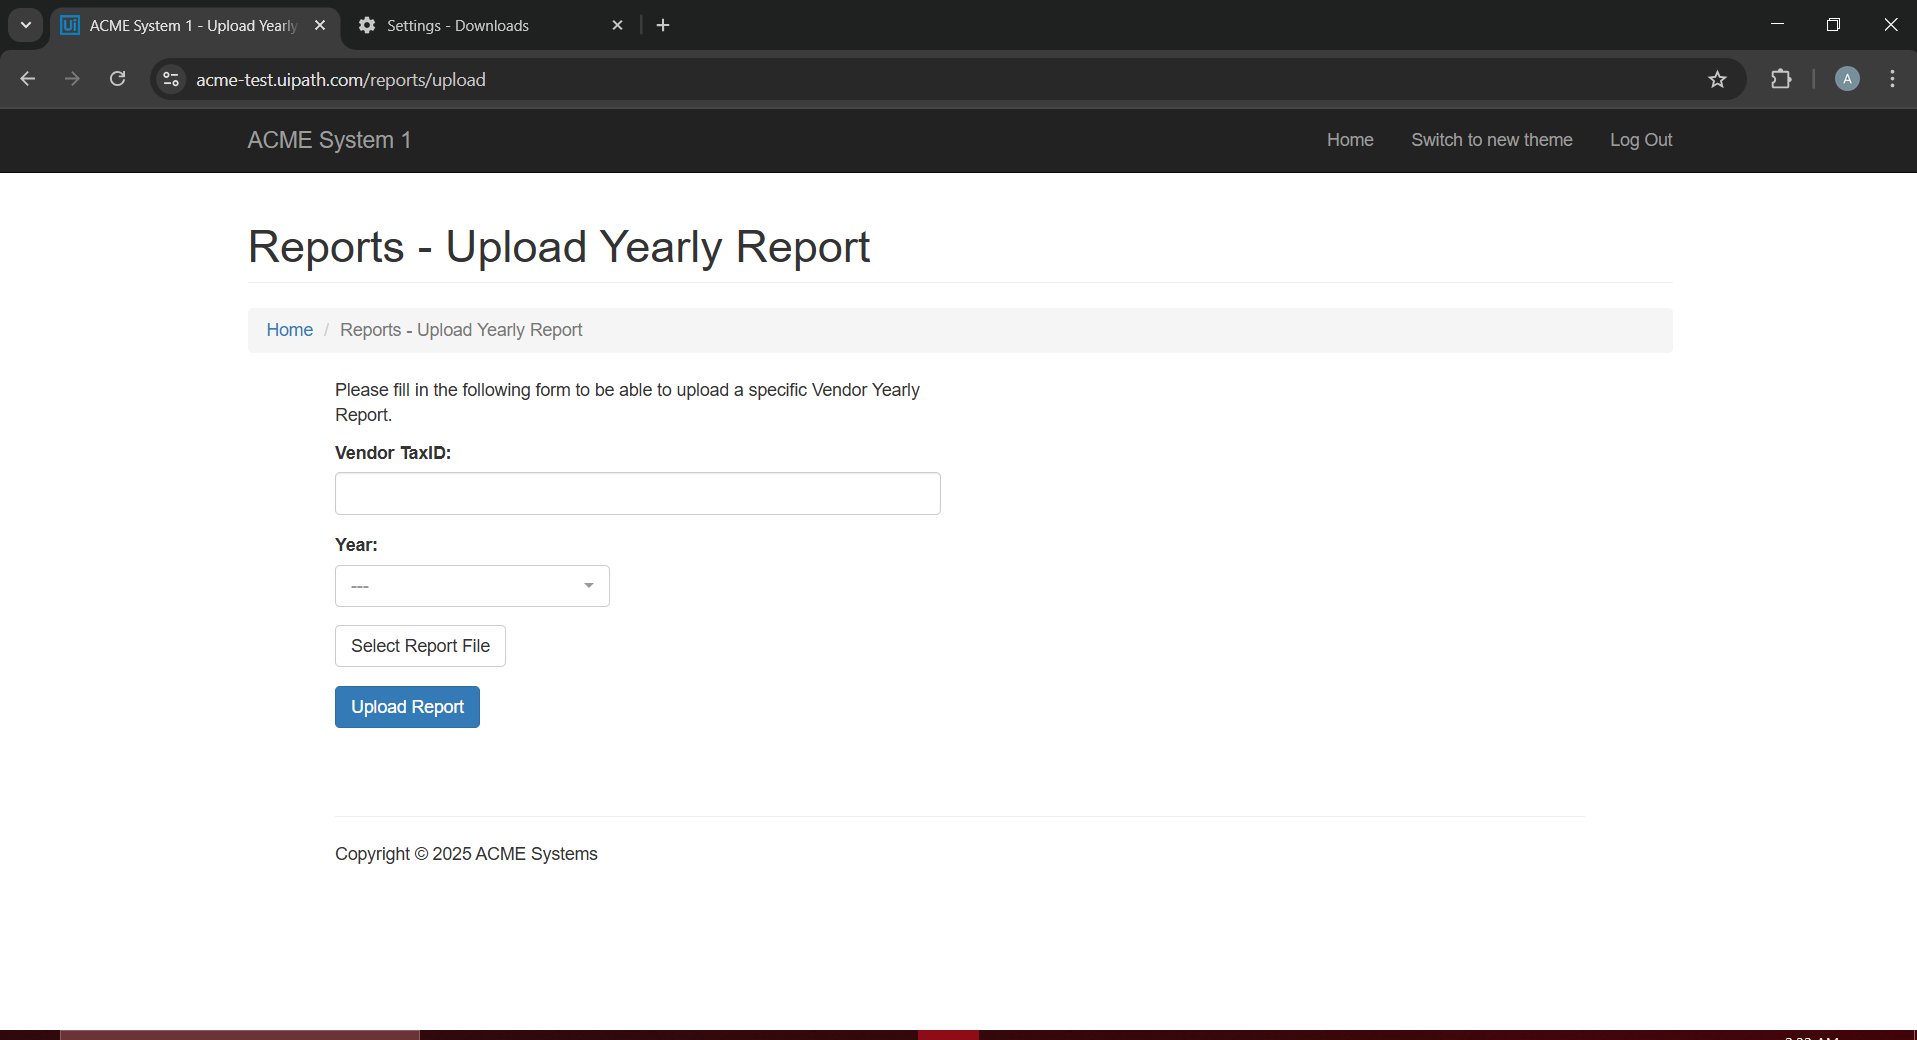 Ui ACME System 1 - Upload Yearly
Settings - Downloads
acme-test.uipath.com/reports/upload
A
ACME System 1
Home
Switch to new theme
Log Out
Reports - Upload Yearly Report
Home / Reports - Upload Yearly Report
Please fill in the following form to be able to upload a specific Vendor Yearly
Report.
Vendor TaxID:
Year:
---
Select Report File
Upload Report
Copyright © 2025 ACME Systems